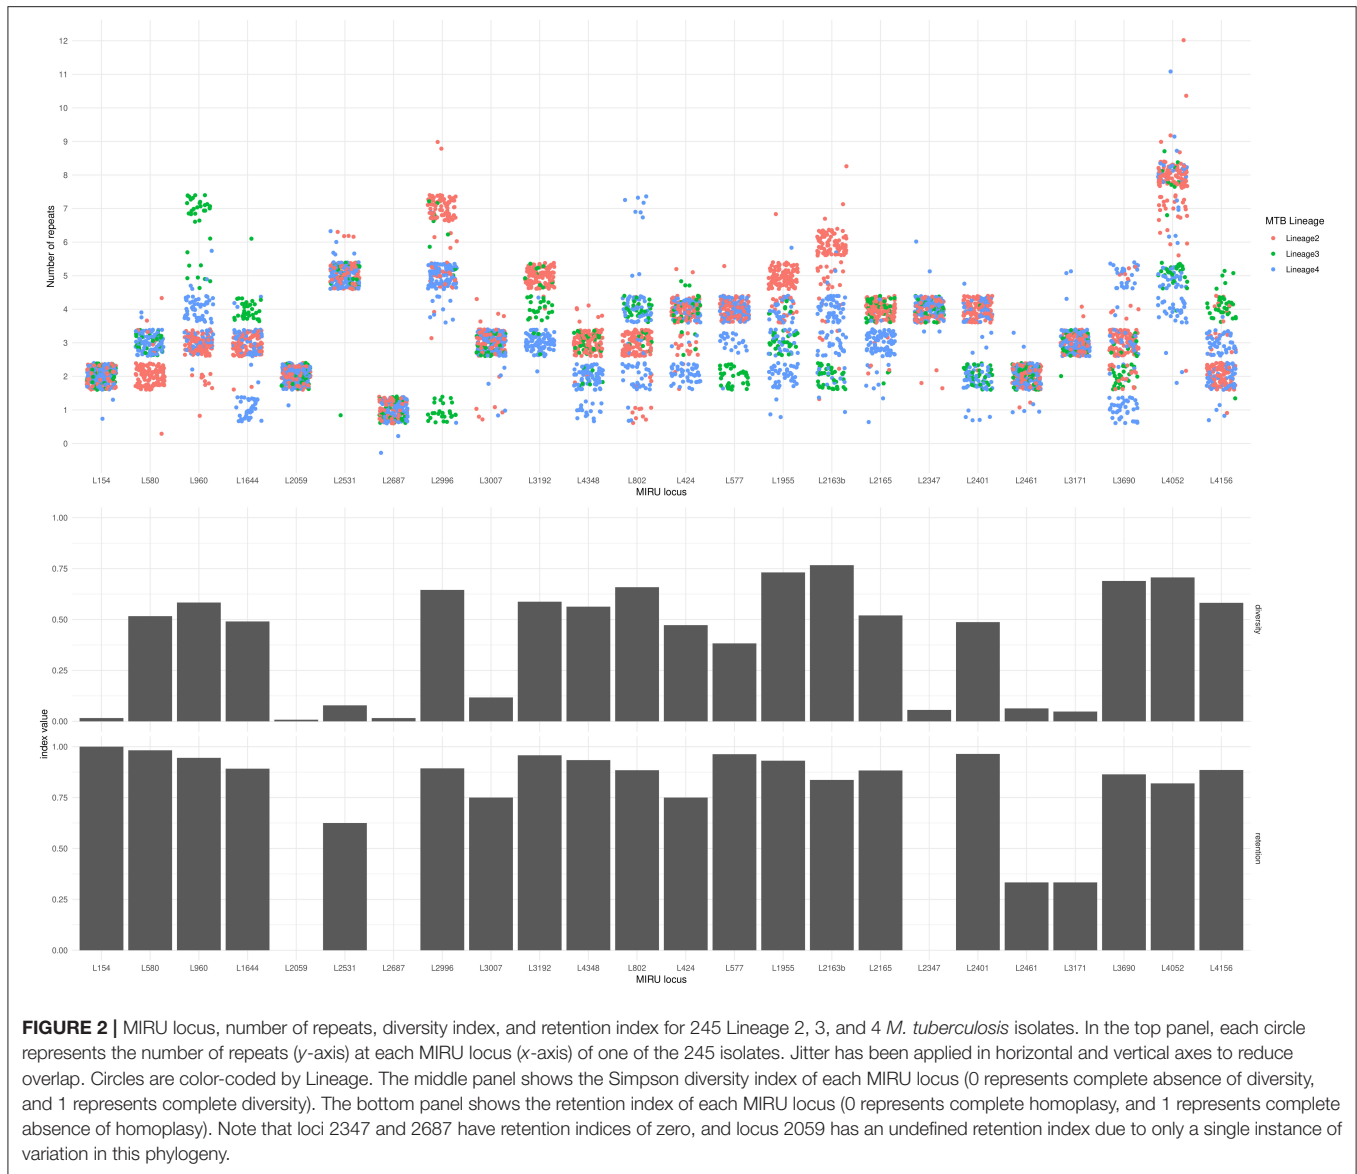 12
11
10
9
8
7
6
5
4
3
2
1
0
Number of repeats
L154 L580 L960 L1644 L2059 L2531 L2687 L2996 L3007 L3192 L4348 L802 L424 L577 L1955 L2163b L2165 L2347 L2401 L2461 L3171 L3690 L4052 L4156
MIRU locus
MTB Lineage
Lineage2
Lineage3
Lineage4
1.00
0.75
0.50
0.25
0.00
diversity
index value
1.00
0.75
0.50
0.25
0.00
retention
L154 L580 L960 L1644 L2059 L2531 L2687 L2996 L3007 L3192 L4348 L802 L424 L577 L1955 L2163b L2165 L2347 L2401 L2461 L3171 L3690 L4052 L4156
MIRU locus
FIGURE 2 | MIRU locus, number of repeats, diversity index, and retention index for 245 Lineage 2, 3, and 4 M. tuberculosis isolates. In the top panel, each circle
represents the number of repeats (y-axis) at each MIRU locus (x-axis) of one of the 245 isolates. Jitter has been applied in horizontal and vertical axes to reduce
overlap. Circles are color-coded by Lineage. The middle panel shows the Simpson diversity index of each MIRU locus (0 represents complete absence of diversity,
and 1 represents complete diversity). The bottom panel shows the retention index of each MIRU locus (0 represents complete homoplasy, and 1 represents complete
absence of homoplasy). Note that loci 2347 and 2687 have retention indices of zero, and locus 2059 has an undefined retention index due to only a single instance of
variation in this phylogeny.